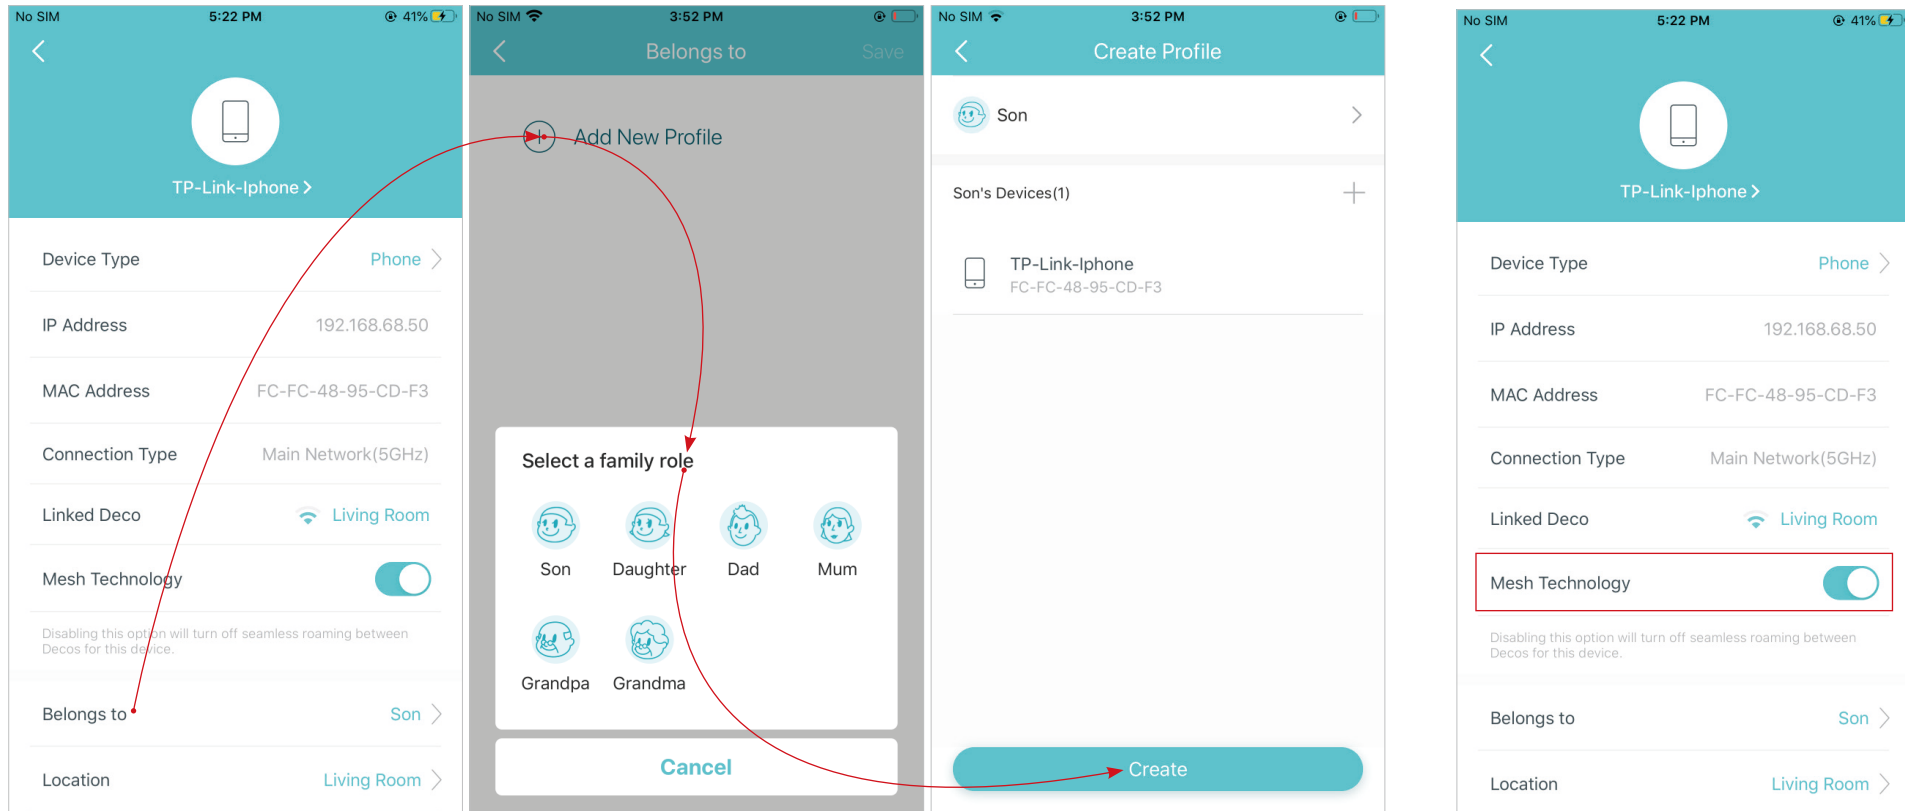 No SIM 5:22 PM 41%
TP-Link-Iphone
Device Type Phone
IP Address 192.168.68.50
MAC Address FC-FC-48-95-CD-F3
Connection Type Main Network(5GHz)
Linked Deco Living Room
Mesh Technology
Disabling this option will turn off seamless roaming between
Decos for this device.
Belongs to Son
Location Living Room
No SIM 3:52 PM
Belongs to Save
Add New Profile
Select a family role
Son Daughter Dad Mum
Grandpa Grandma
Cancel
No SIM 3:52 PM
Create Profile
Son
Son's Devices(1)
TP-Link-Iphone
FC-FC-48-95-CD-F3
Create
No SIM 5:22 PM 41%
TP-Link-Iphone
Device Type Phone
IP Address 192.168.68.50
MAC Address FC-FC-48-95-CD-F3
Connection Type Main Network(5GHz)
Linked Deco Living Room
Mesh Technology
Disabling this option will turn off seamless roaming between
Decos for this device.
Belongs to Son
Location Living Room